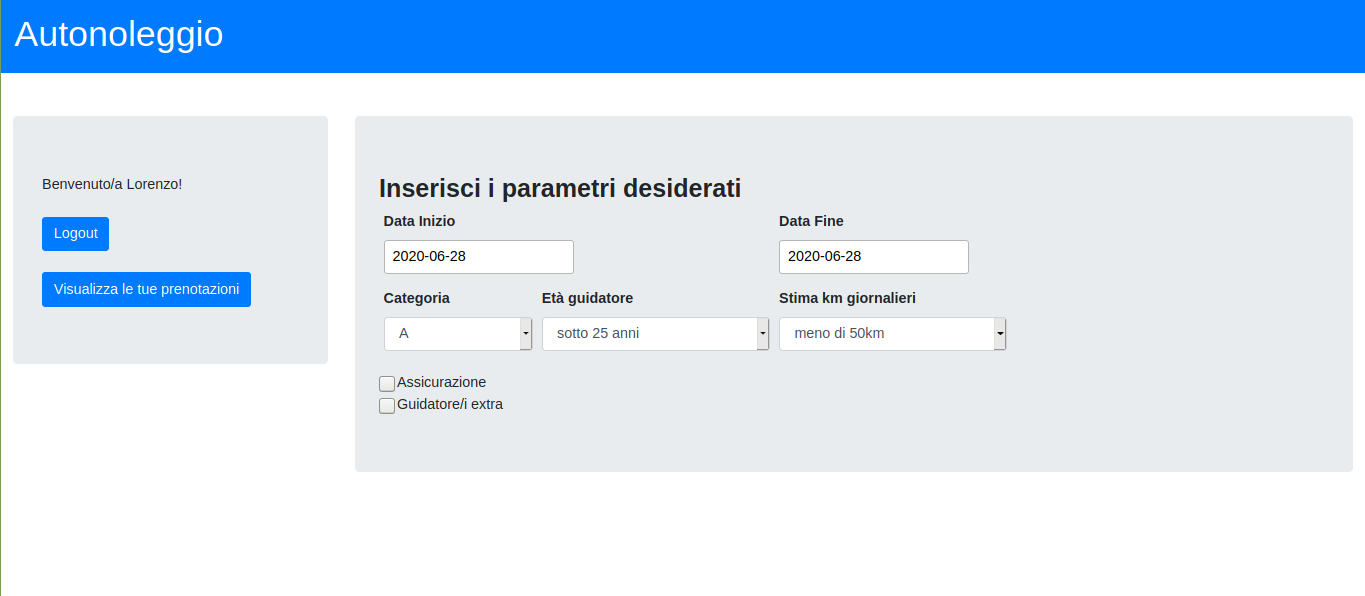 Autonoleggio
Benvenuto/a Lorenzo!
Logout
Visualizza le tue prenotazioni
Inserisci i parametri desiderati
Data Inizio Data Fine
2020-06-28 2020-06-28
Categoria Età guidatore Stima km giornalieri
A sotto 25 anni meno di 50km
Assicurazione
Guidatore/i extra